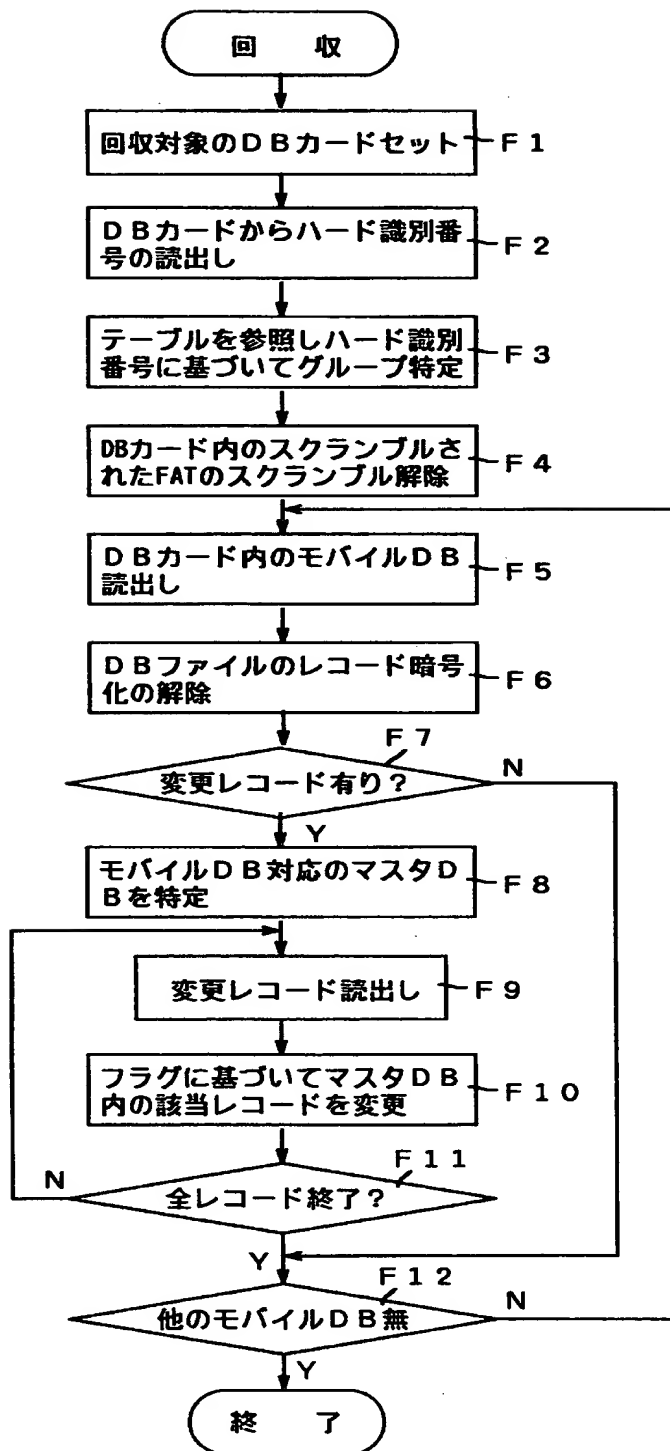 回　収
回収対象のDBカードセット
F1
DBカードからハード識別番
号の読出し
F2
テーブルを参照しハード識別
番号に基づいてグループ特定
F3
DBカード内のスクランブルさ
れたFATのスクランブル解除
F4
DBカード内のモバイルDB
読出し
F5
DBファイルのレコード暗号
化の解除
F6
F7
変更レコード有り?
N
Y
モバイルDB対応のマスタD
Bを特定
F8
変更レコード読出し
F9
フラグに基づいてマスタDB
内の該当レコードを変更
F10
F11
N
全レコード終了?
Y
F12
他のモバイルDB無
N
Y
終　了